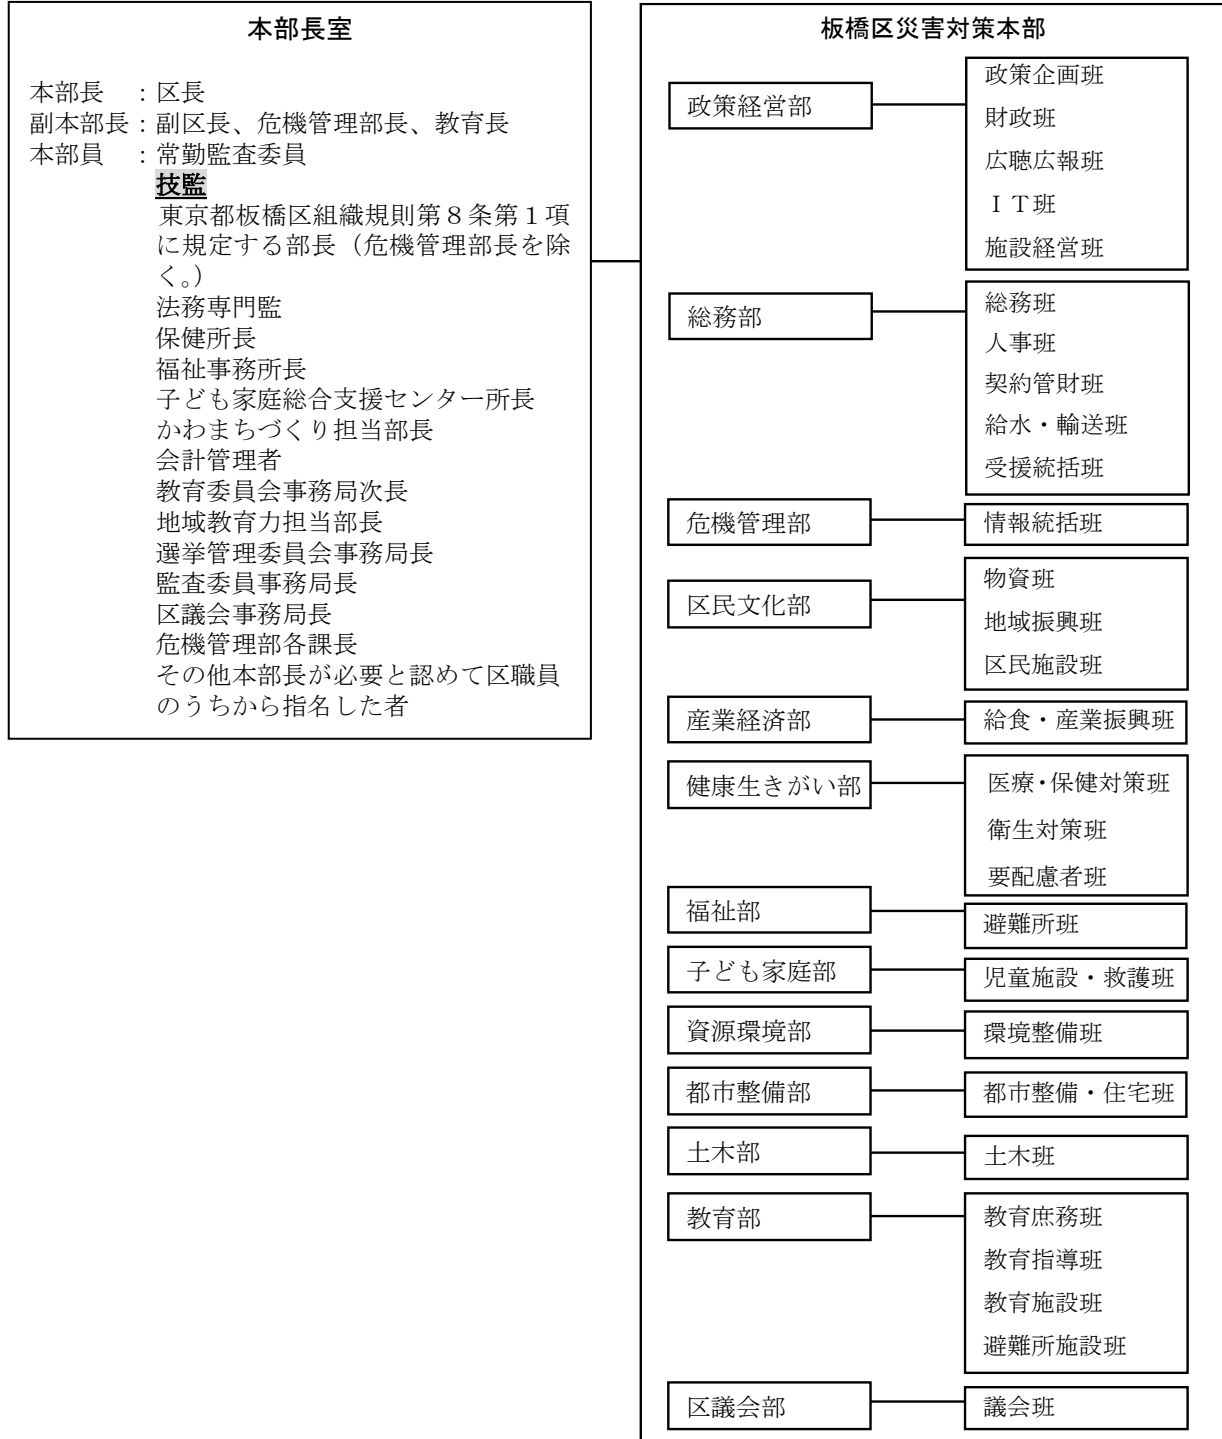 本部長室
本部長　：区長
副本部長：副区長、危機管理部長、教育長
本部員　：常勤監査委員
技監
東京都板橋区組織規則第８条第１項
に規定する部長（危機管理部長を除
く。）
法務専門監
保健所長
福祉事務所長
子ども家庭総合支援センター所長
かわまちづくり担当部長
会計管理者
教育委員会事務局次長
地域教育力担当部長
選挙管理委員会事務局長
監査委員事務局長
区議会事務局長
危機管理部各課長
その他本部長が必要と認めて区職員
のうちから指名した者
板橋区災害対策本部
政策経営部
政策企画班
財政班
広聴広報班
ＩＴ班
施設経営班
総務部
総務班
人事班
契約管財班
給水・輸送班
受援統括班
危機管理部
情報統括班
区民文化部
物資班
地域振興班
区民施設班
産業経済部
給食・産業振興班
健康生きがい部
医療・保健対策班
衛生対策班
要配慮者班
福祉部
避難所班
子ども家庭部
児童施設・救護班
資源環境部
環境整備班
都市整備部
都市整備・住宅班
土木部
土木班
教育部
教育庶務班
教育指導班
教育施設班
避難所施設班
区議会部
議会班